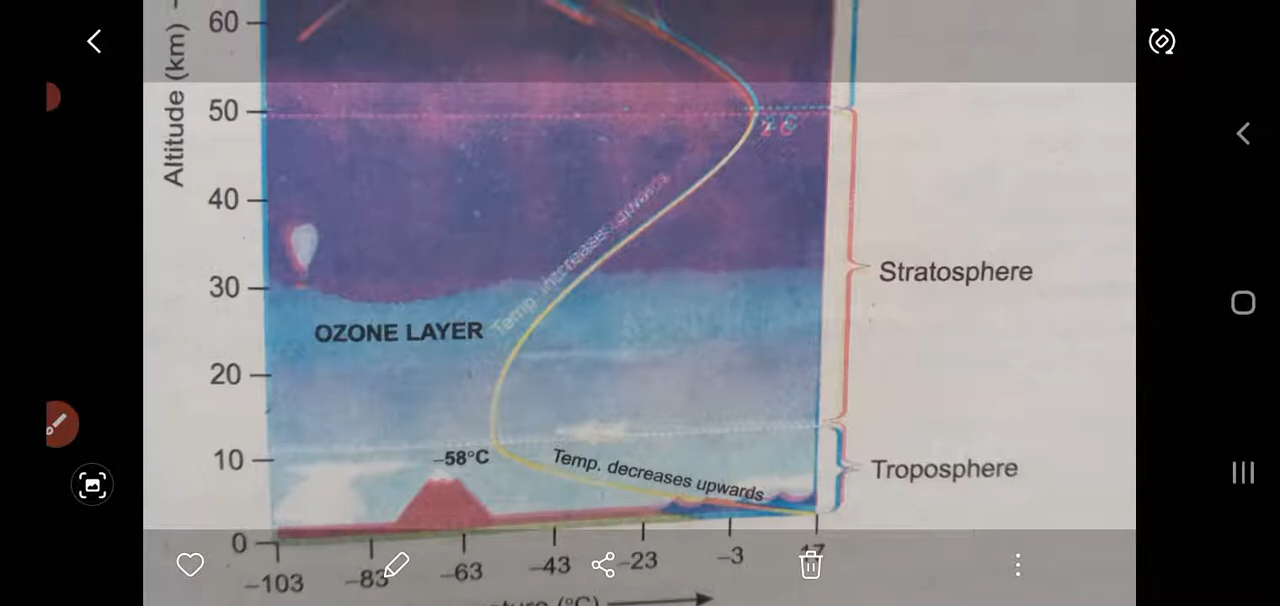 Altitude (km)
60
50
2°C
40
Temp. increases upwards
30
Stratosphere
OZONE LAYER
20
10
–58°C
Temp. decreases upwards
Troposphere
0
–103
–83
–63
–43
–23
–3
17
(°C)